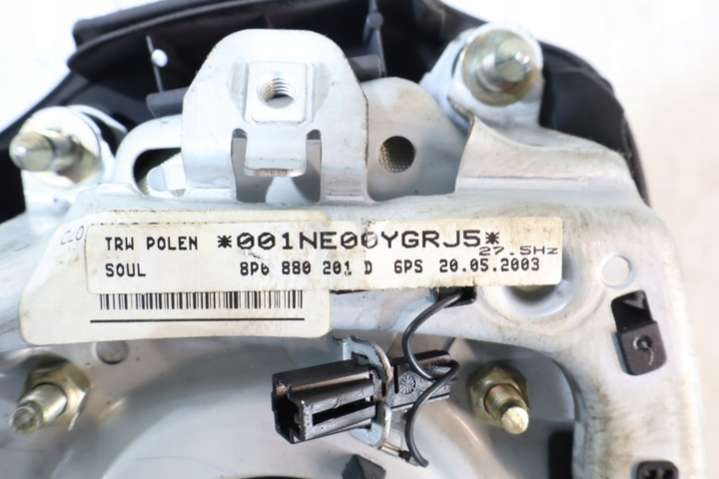 TRW POLEN *001NE00YGRJ5*
27.5Hz
SOUL 8P6 880 201 D 6PS 20.05.2003